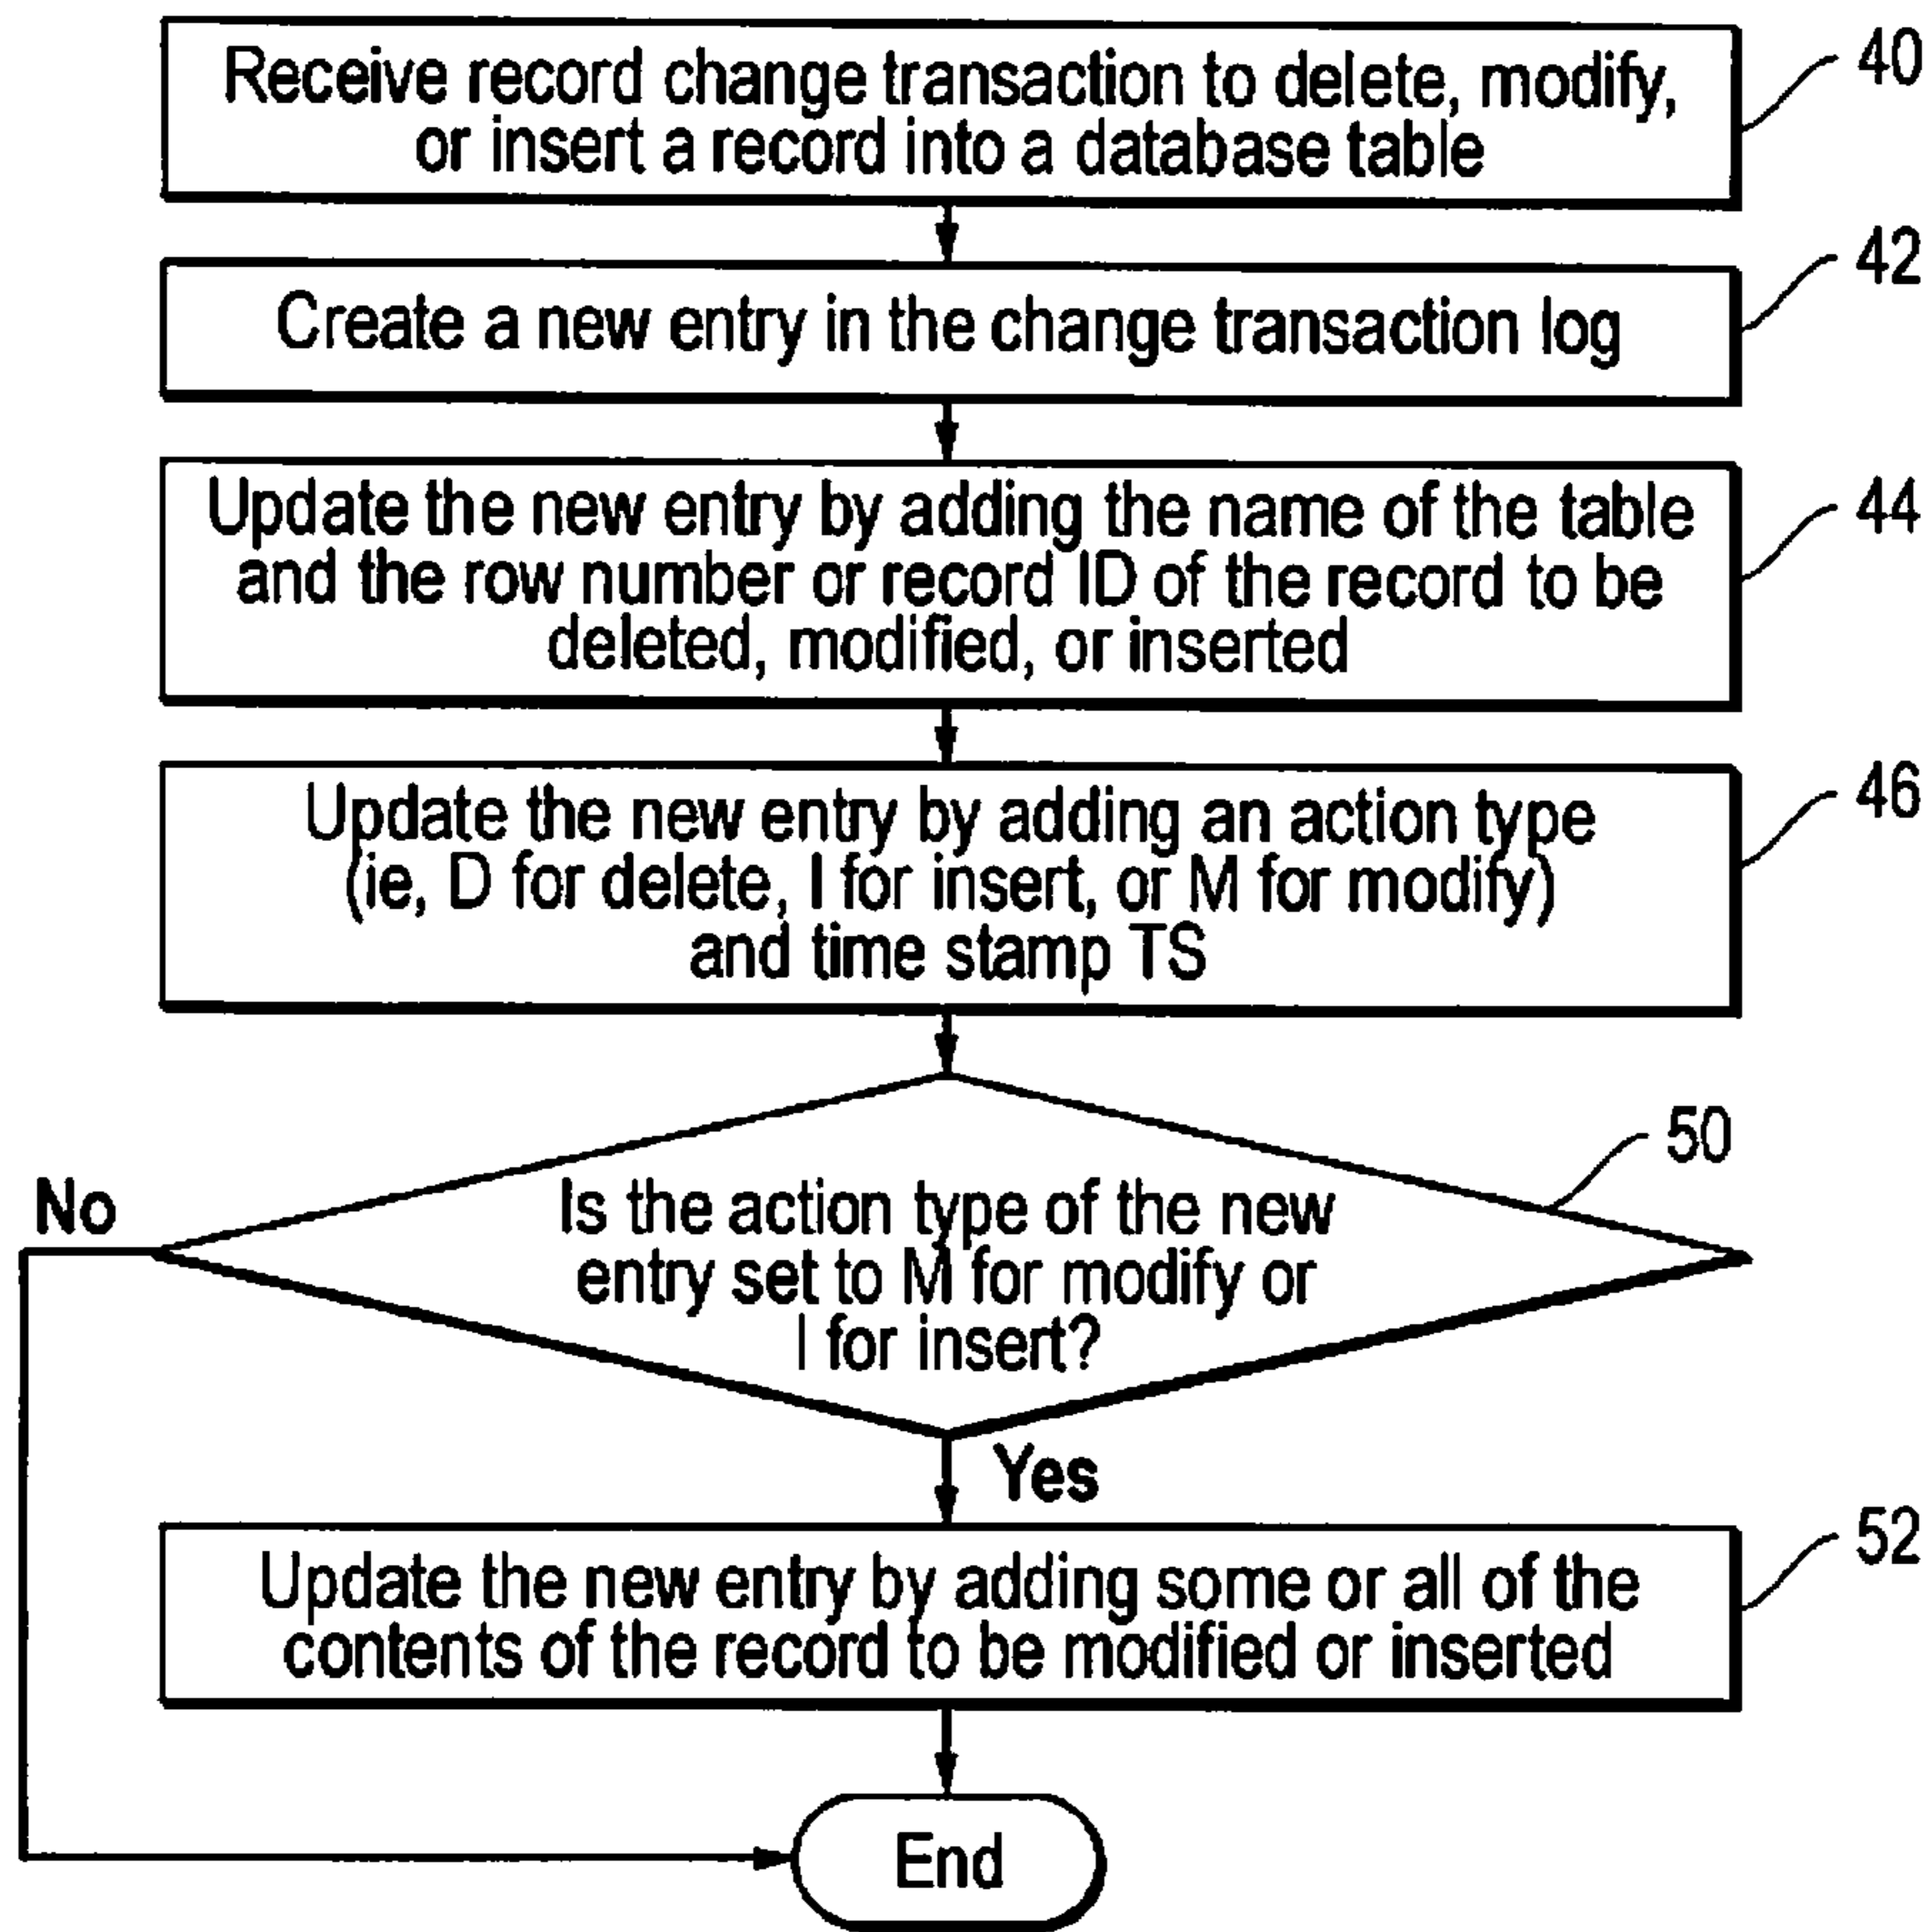 Receive record change transaction to delete, modify,
or insert a record into a database table
40
Create a new entry in the change transaction log
42
Update the new entry by adding the name of the table
and the row number or record ID of the record to be
deleted, modified, or inserted
44
Update the new entry by adding an action type
(ie, D for delete, I for insert, or M for modify)
and time stamp TS
46
Is the action type of the new
entry set to M for modify or
I for insert?
50
No
Yes
Update the new entry by adding some or all of the
contents of the record to be modified or inserted
52
End